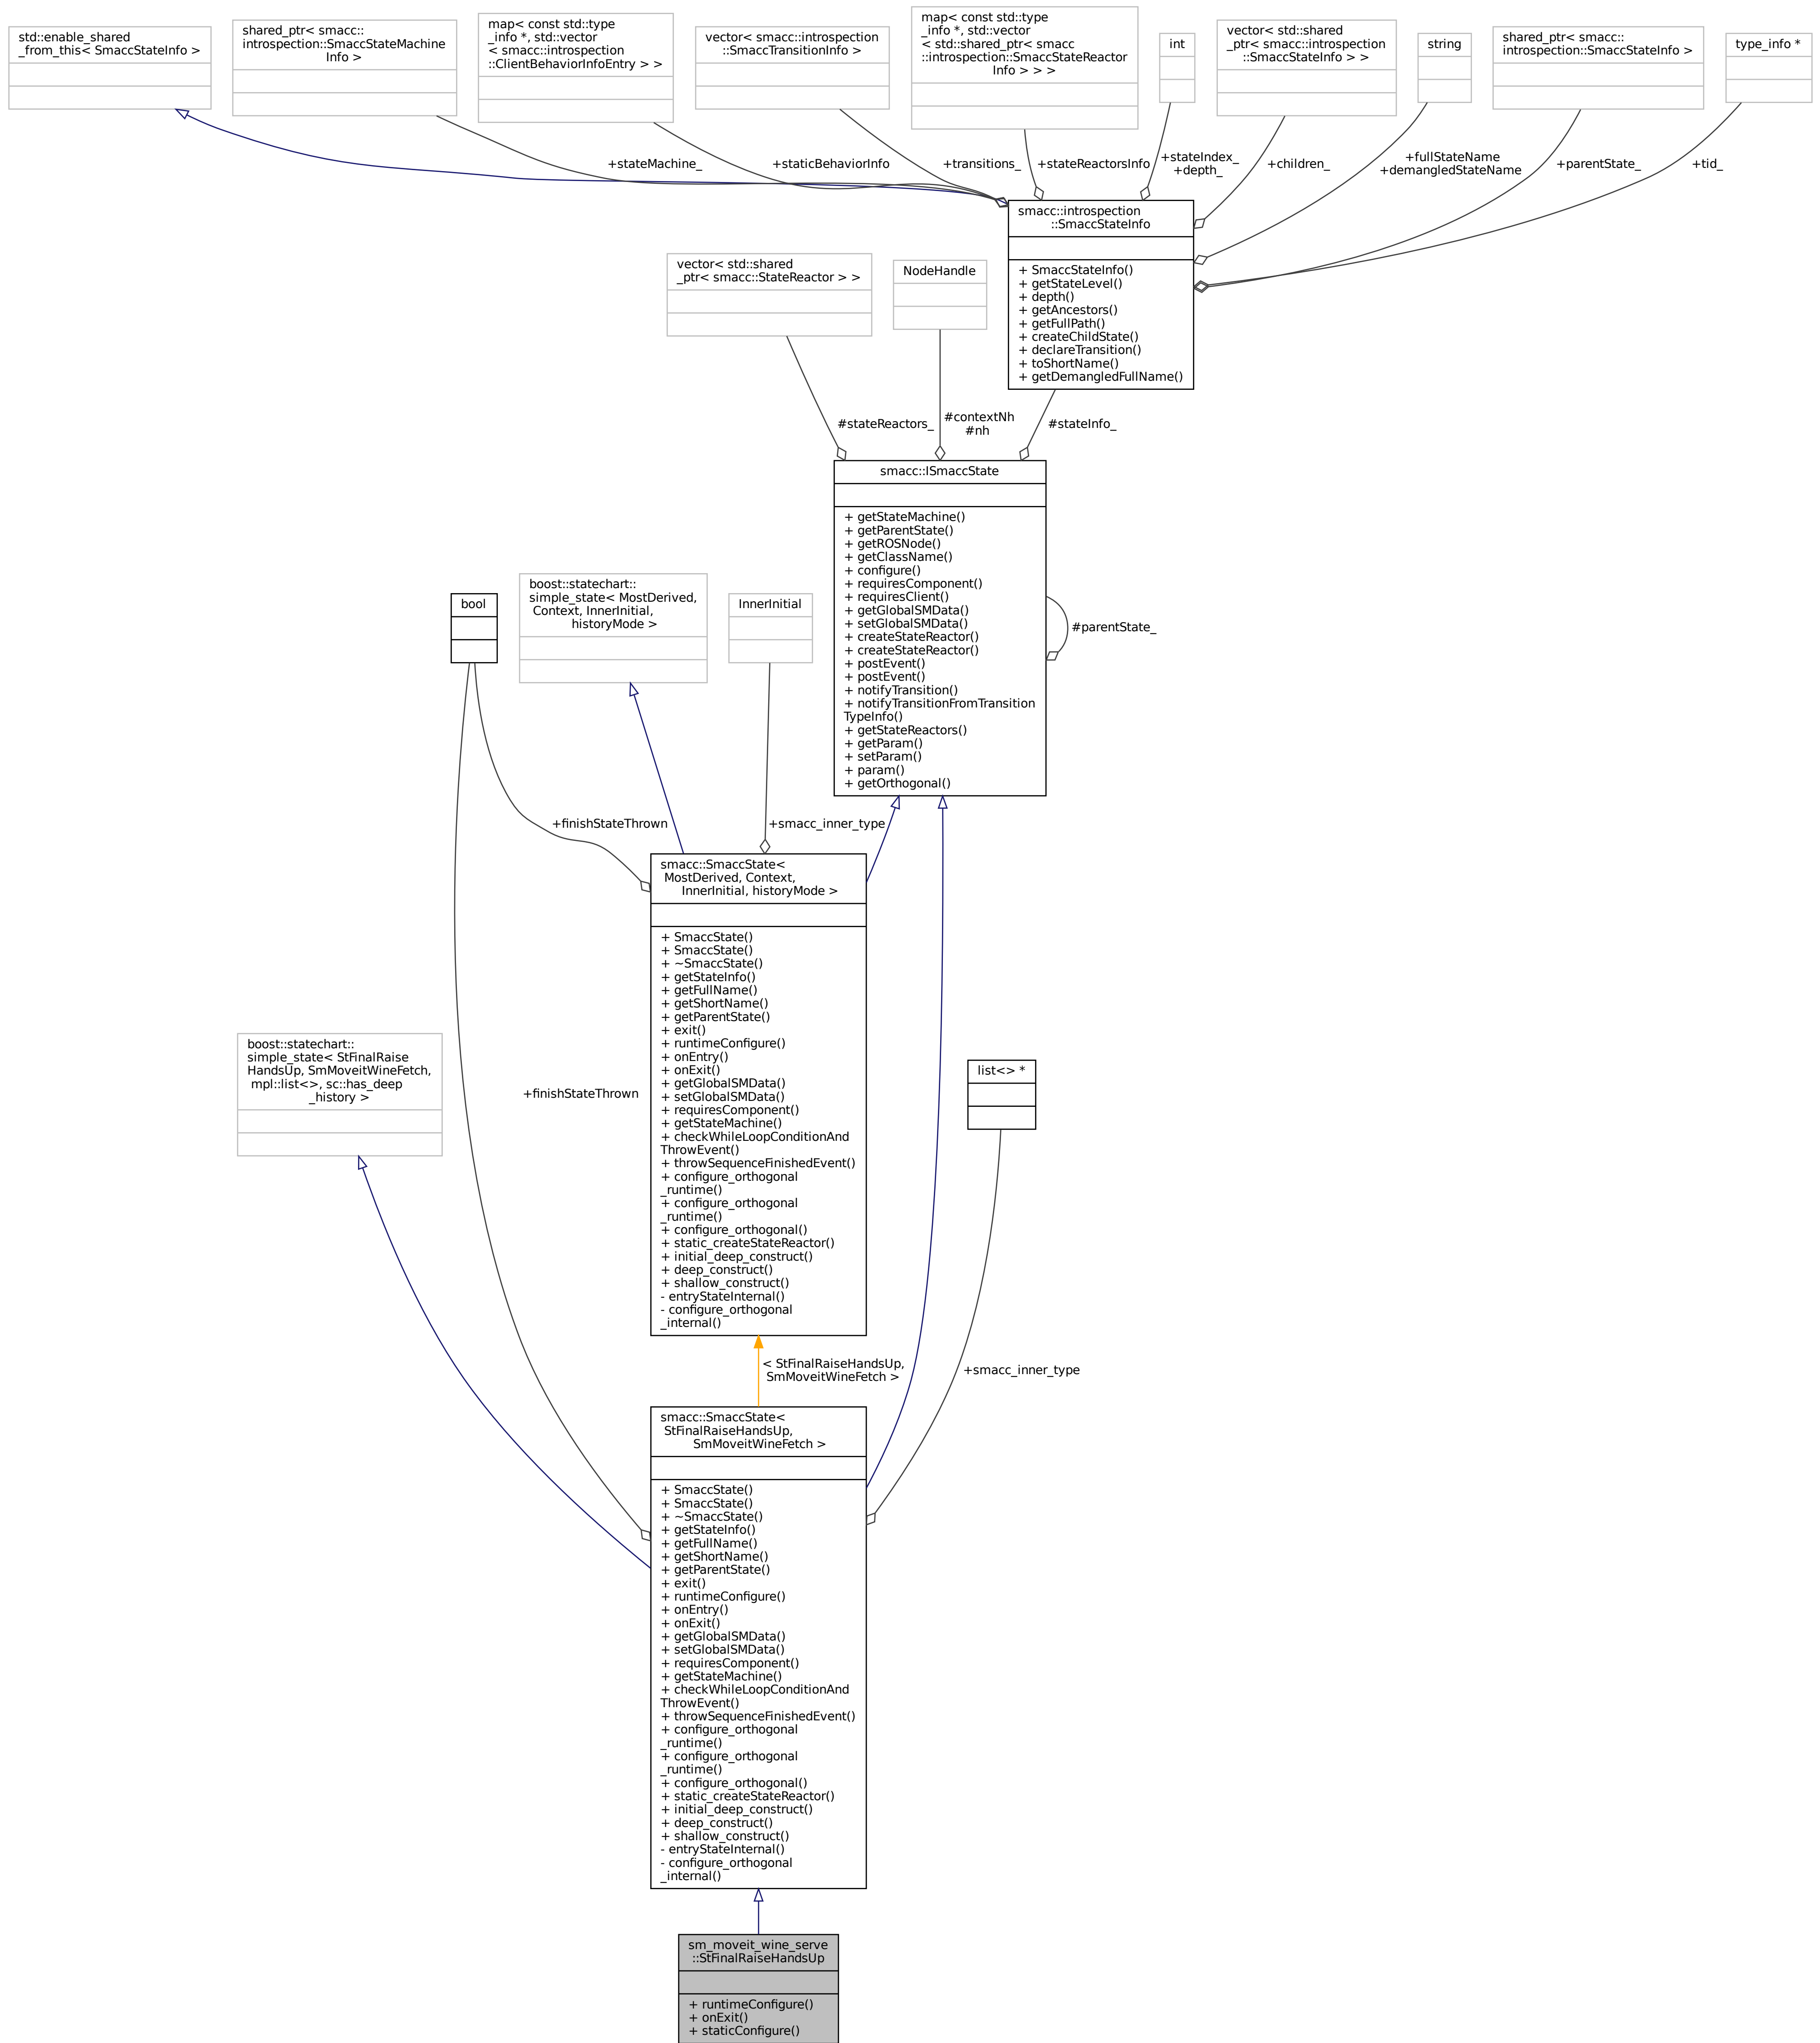 std::enable_shared
_from_this< SmaccStateInfo >
shared_ptr< smacc::
introspection::SmaccStateMachine
Info >
map< const std::type
_info *, std::vector
< smacc::introspection
::ClientBehaviorInfoEntry > >
vector< smacc::introspection
::SmaccTransitionInfo >
map< const std::type
_info *, std::vector
< std::shared_ptr< smacc
::introspection::SmaccStateReactor
Info > > >
int
vector< std::shared
_ptr< smacc::introspection
::SmaccStateInfo > >
string
shared_ptr< smacc::
introspection::SmaccStateInfo >
type_info *
+stateMachine_
+staticBehaviorInfo
+transitions_
+stateReactorsInfo
+stateIndex_
+depth_
+children_
+fullStateName
+demangledStateName
+parentState_
+tid_
smacc::introspection
::SmaccStateInfo
+ SmaccStateInfo()
+ getStateLevel()
+ depth()
+ getAncestors()
+ getFullPath()
+ createChildState()
+ declareTransition()
+ toShortName()
+ getDemangledFullName()
vector< std::shared
_ptr< smacc::StateReactor > >
NodeHandle
#stateReactors_
#contextNh
#nh
#stateInfo_
smacc::ISmaccState
+ getStateMachine()
+ getParentState()
+ getROSNode()
+ getClassName()
+ configure()
+ requiresComponent()
+ requiresClient()
+ getGlobalSMData()
+ setGlobalSMData()
+ createStateReactor()
+ createStateReactor()
+ postEvent()
+ postEvent()
+ notifyTransition()
+ notifyTransitionFromTransition
TypeInfo()
+ getStateReactors()
+ getParam()
+ setParam()
+ param()
+ getOrthogonal()
#parentState_
bool
boost::statechart::
simple_state< MostDerived,
Context, InnerInitial,
historyMode >
InnerInitial
+finishStateThrown
+smacc_inner_type
smacc::SmaccState<
MostDerived, Context,
InnerInitial, historyMode >
+ SmaccState()
+ SmaccState()
+ ~SmaccState()
+ getStateInfo()
+ getFullName()
+ getShortName()
+ getParentState()
+ exit()
+ runtimeConfigure()
+ onEntry()
+ onExit()
+ getGlobalSMData()
+ setGlobalSMData()
+ requiresComponent()
+ getStateMachine()
+ checkWhileLoopConditionAnd
ThrowEvent()
+ throwSequenceFinishedEvent()
+ configure_orthogonal
_runtime()
+ configure_orthogonal
_runtime()
+ configure_orthogonal()
+ static_createStateReactor()
+ initial_deep_construct()
+ deep_construct()
+ shallow_construct()
- entryStateInternal()
- configure_orthogonal
_internal()
boost::statechart::
simple_state< StFinalRaise
HandsUp, SmMoveitWineFetch,
mpl::list<>, sc::has_deep
_history >
+finishStateThrown
list<> *
< StFinalRaiseHandsUp,
SmMoveitWineFetch >
+smacc_inner_type
smacc::SmaccState<
StFinalRaiseHandsUp,
SmMoveitWineFetch >
+ SmaccState()
+ SmaccState()
+ ~SmaccState()
+ getStateInfo()
+ getFullName()
+ getShortName()
+ getParentState()
+ exit()
+ runtimeConfigure()
+ onEntry()
+ onExit()
+ getGlobalSMData()
+ setGlobalSMData()
+ requiresComponent()
+ getStateMachine()
+ checkWhileLoopConditionAnd
ThrowEvent()
+ throwSequenceFinishedEvent()
+ configure_orthogonal
_runtime()
+ configure_orthogonal
_runtime()
+ configure_orthogonal()
+ static_createStateReactor()
+ initial_deep_construct()
+ deep_construct()
+ shallow_construct()
- entryStateInternal()
- configure_orthogonal
_internal()
sm_moveit_wine_serve
::StFinalRaiseHandsUp
+ runtimeConfigure()
+ onExit()
+ staticConfigure()